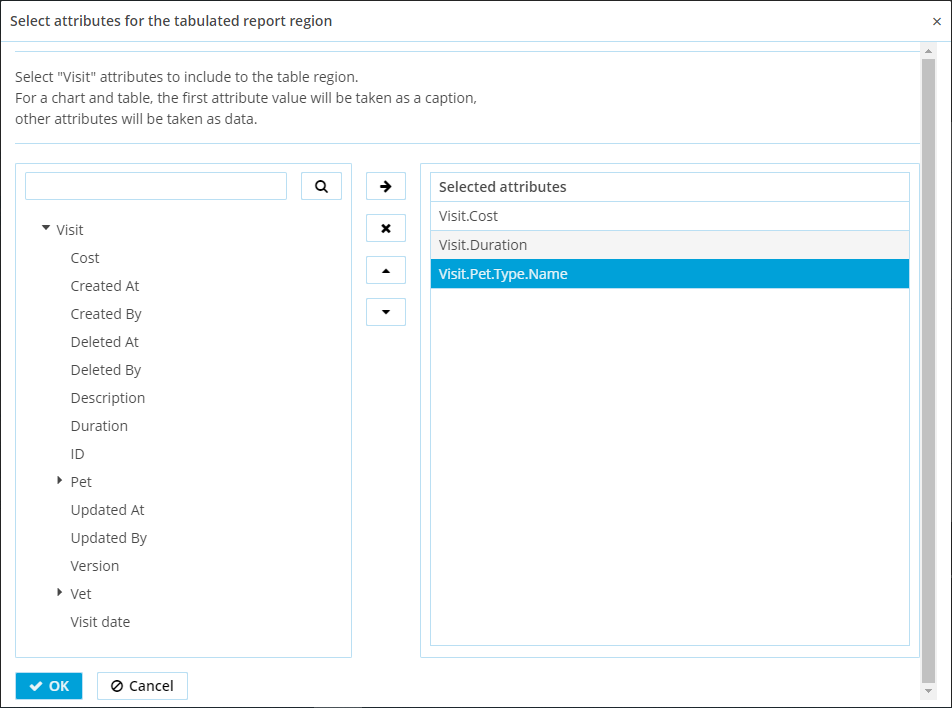 Select attributes for the tabulated report region
Select "Visit" attributes to include to the table region.
For a chart and table, the first attribute value will be taken as a caption,
other attributes will be taken as data.
Visit
Cost
Created At
Created By
Deleted At
Deleted By
Description
Duration
ID
Pet
Updated At
Updated By
Version
Vet
Visit date
Selected attributes
Visit.Cost
Visit.Duration
Visit.Pet.Type.Name
OK
Cancel